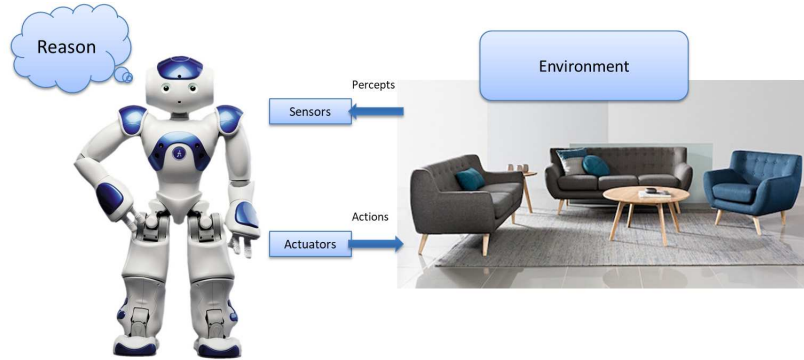 Reason
Environment
Percepts
Sensors
Actions
Actuators